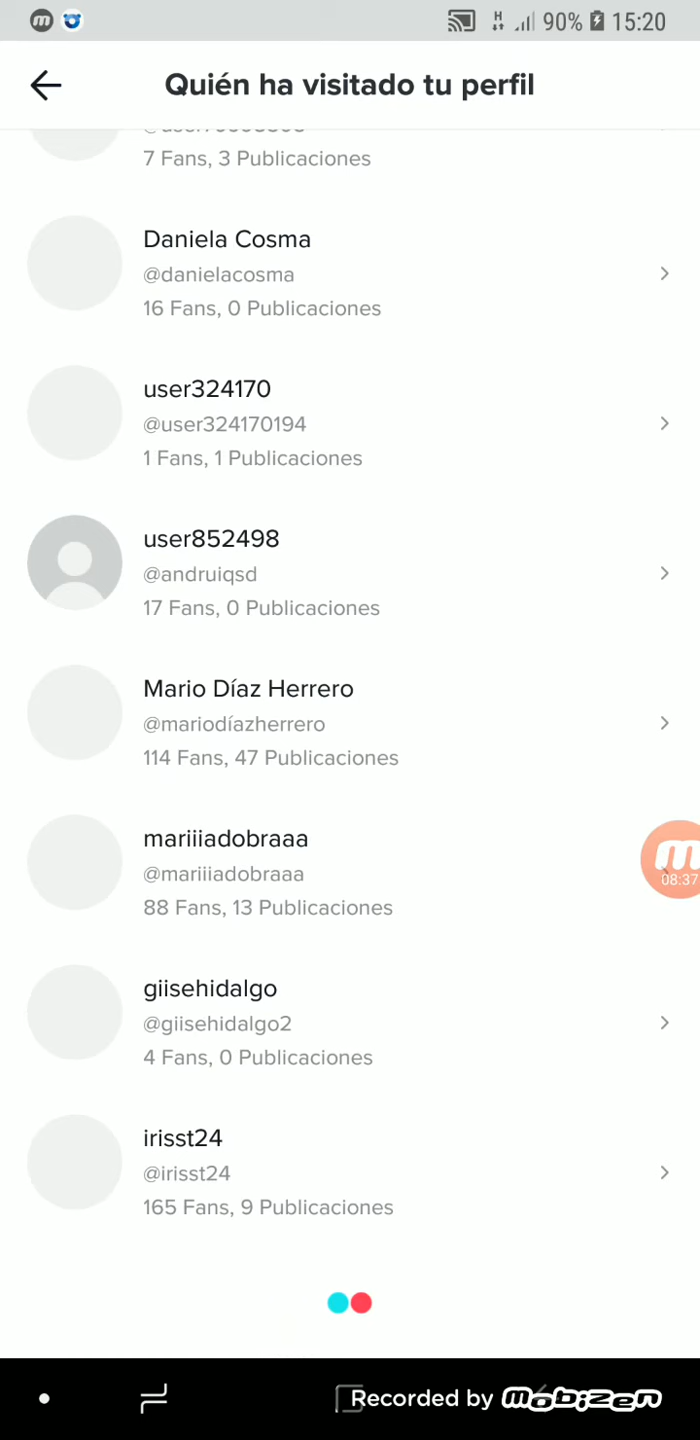 H 90% 15:20
Quién ha visitado tu perfil
7 Fans, 3 Publicaciones
Daniela Cosma
@danielacosma
16 Fans, 0 Publicaciones
user324170
@user324170194
1 Fans, 1 Publicaciones
user852498
@andruiqsd
17 Fans, 0 Publicaciones
Mario Díaz Herrero
@mariodíazherrero
114 Fans, 47 Publicaciones
mariiiadobraaa
@mariiiadobraaa
88 Fans, 13 Publicaciones
08:37
giisehidalgo
@giisehidalgo2
4 Fans, 0 Publicaciones
irisst24
@irisst24
165 Fans, 9 Publicaciones
Recorded by Mobizen